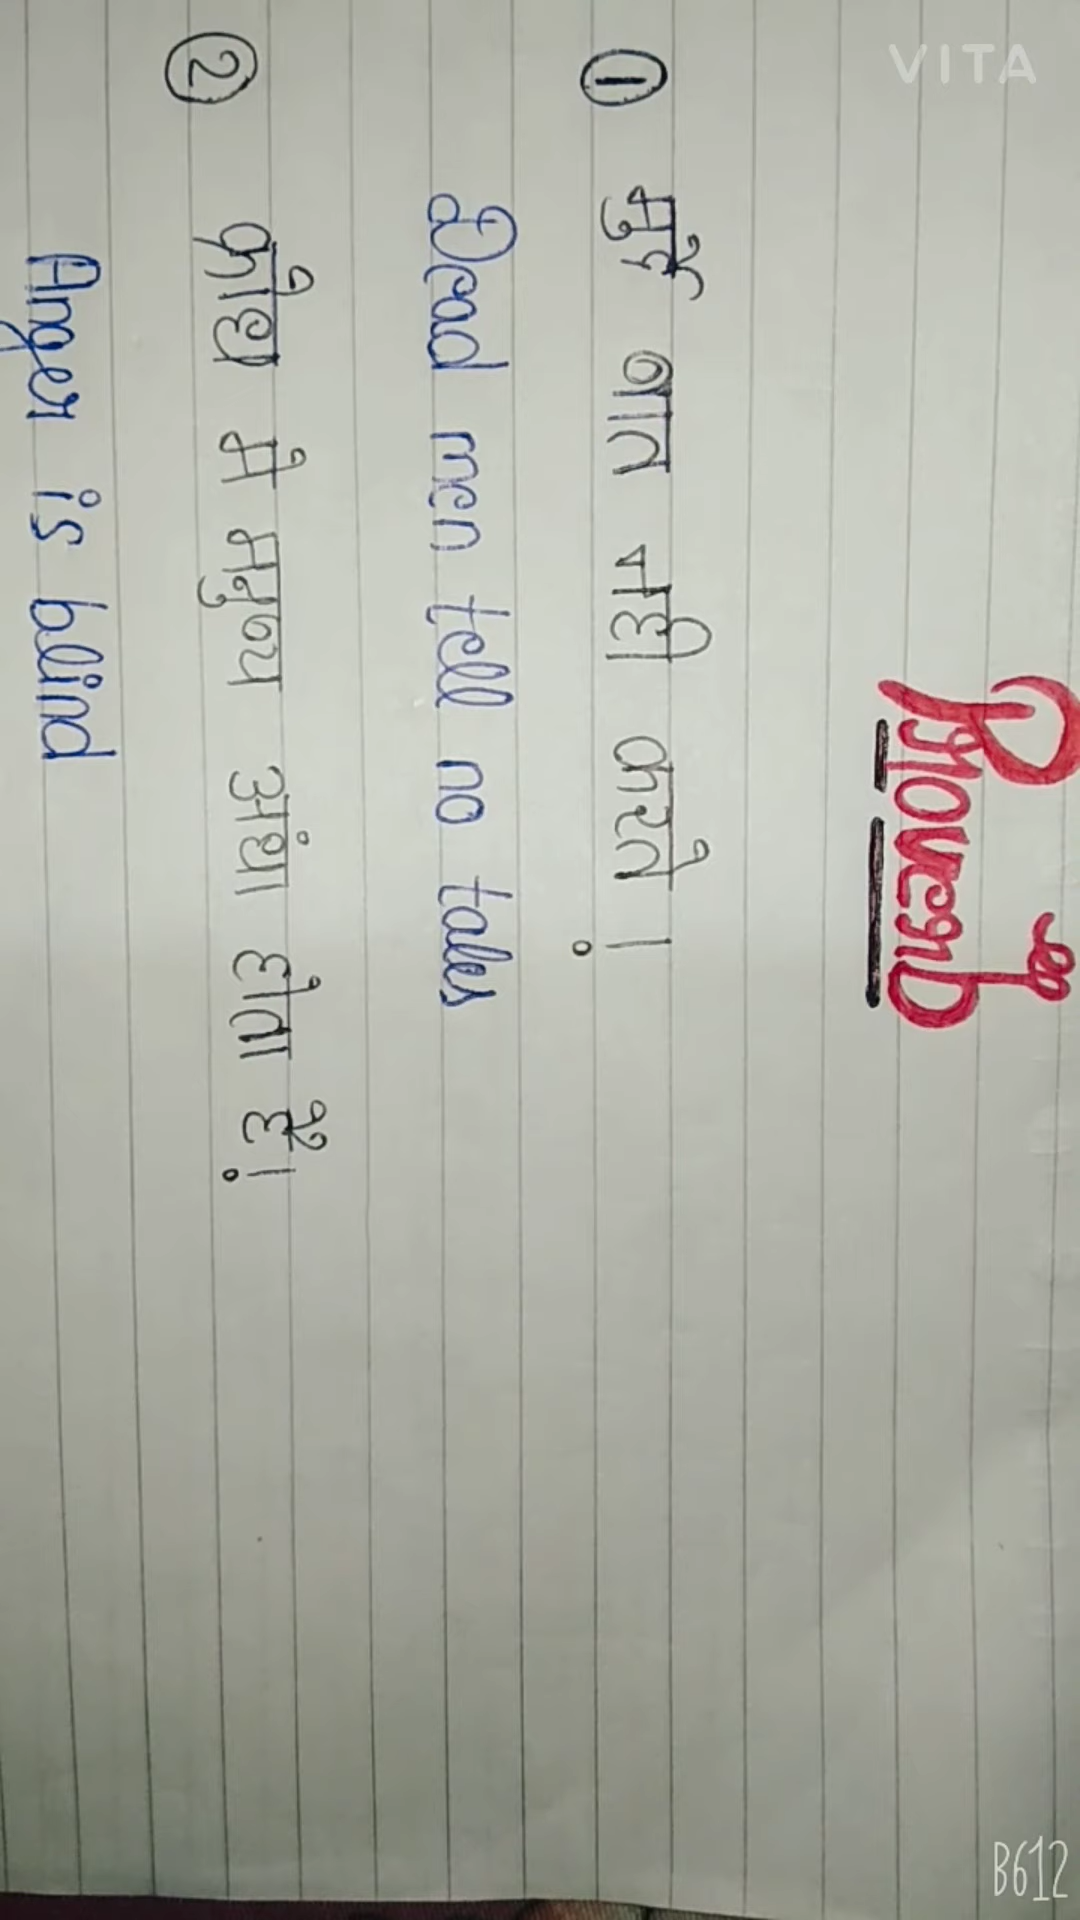 VITA
Proverb
① मुर्दे बात नही करते ।
Dead men tell no tales
② क्रोध मे मनुष्य अंधा होता हैं।
Anger is blind
B612